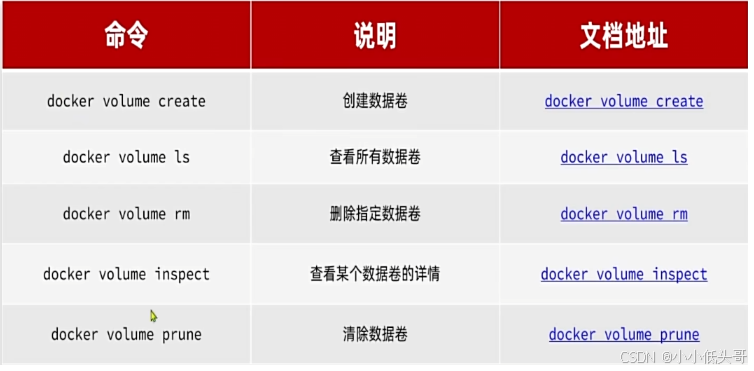 命令 说明 文档地址
docker volume create 创建数据卷 docker volume create
docker volume ls 查看所有数据卷 docker volume ls
docker volume rm 删除指定数据卷 docker volume rm
docker volume inspect 查看某个数据卷的详情 docker volume inspect
docker volume prune 清除数据卷 docker volume prune
CSDN @小小低头哥